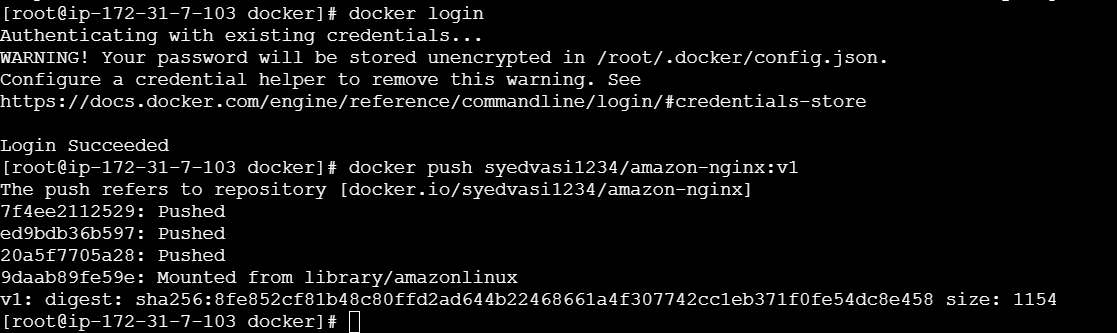 [root@ip-172-31-7-103 docker]# docker login
Authenticating with existing credentials...
WARNING! Your password will be stored unencrypted in /root/.docker/config.json.
Configure a credential helper to remove this warning. See
https://docs.docker.com/engine/reference/commandline/login/#credentials-store

Login Succeeded
[root@ip-172-31-7-103 docker]# docker push syedvasi1234/amazon-nginx:v1
The push refers to repository [docker.io/syedvasi1234/amazon-nginx]
7f4ee2112529: Pushed
ed9bdb36b597: Pushed
20a5f7705a28: Pushed
9daab89fe59e: Mounted from library/amazonlinux
v1: digest: sha256:8fe852cf81b48c80ffd2ad644b22468661a4f307742cc1eb371f0fe54dc8e458 size: 1154
[root@ip-172-31-7-103 docker]#